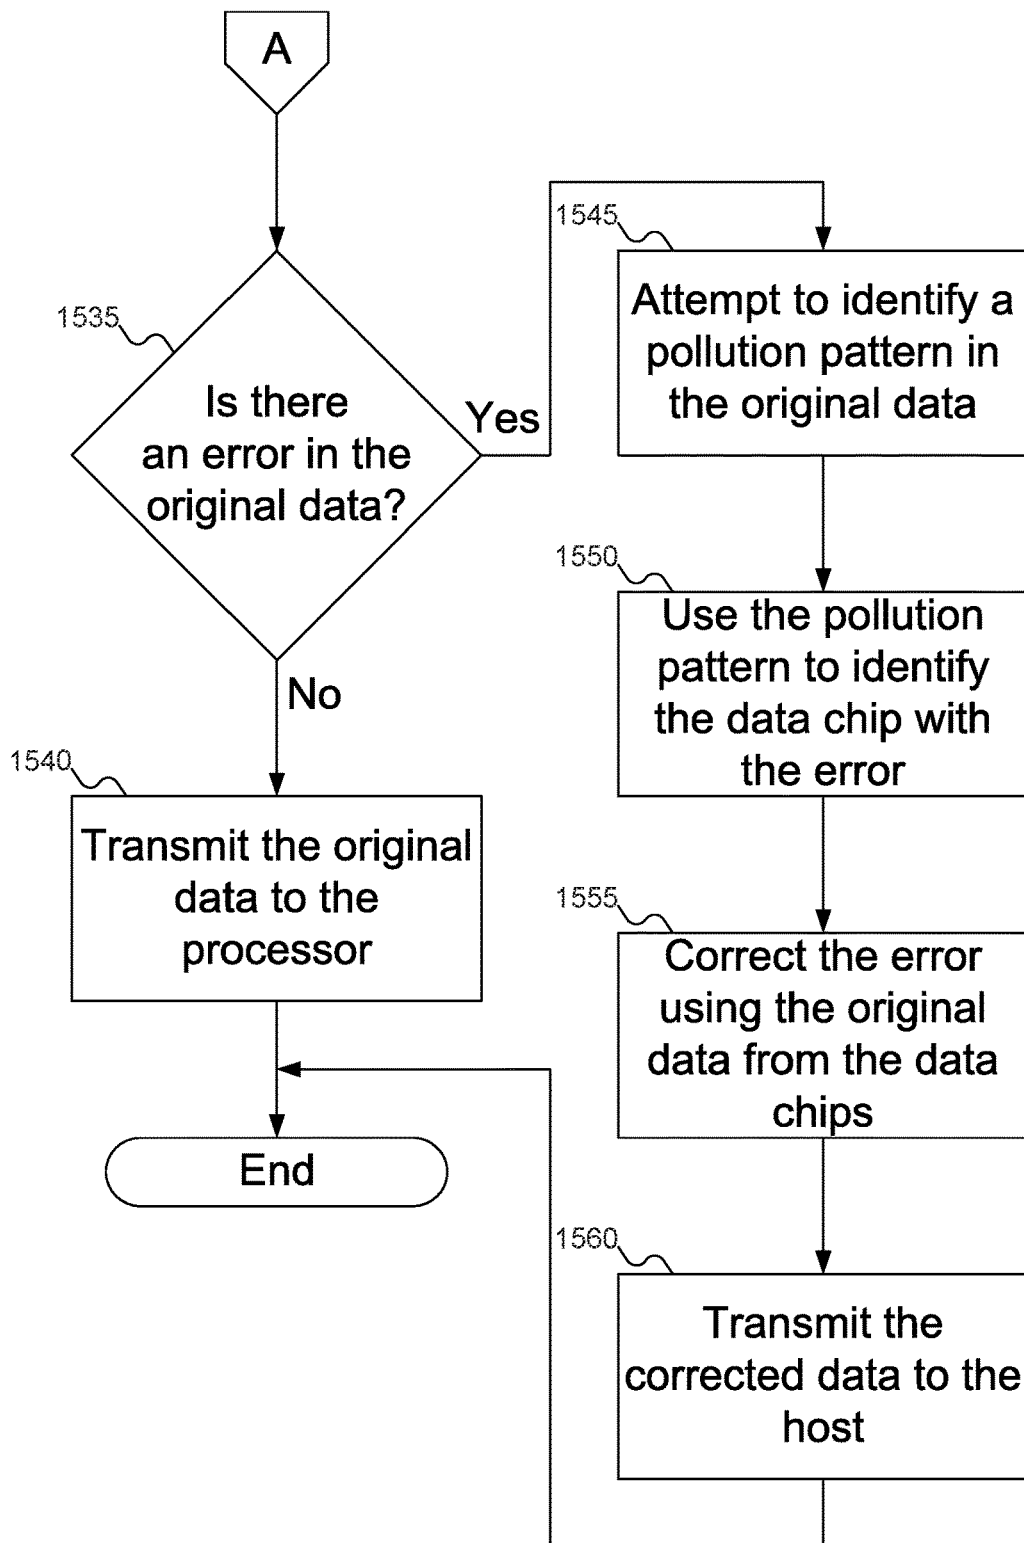 A
1535
Is there
an error in the
original data?
Yes
No
1540
Transmit the original
data to the
processor
End
1545
Attempt to identify a
pollution pattern in
the original data
1550
Use the pollution
pattern to identify
the data chip with
the error
1555
Correct the error
using the original
data from the data
chips
1560
Transmit the
corrected data to the
host